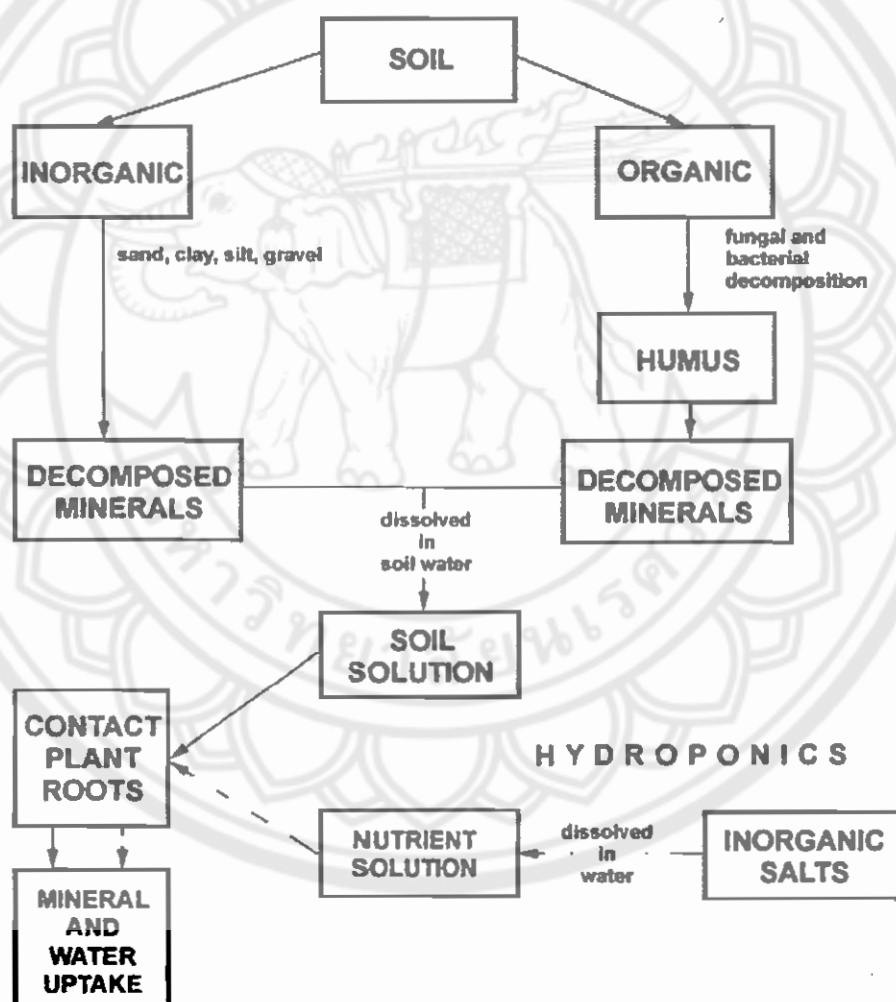 SOIL
INORGANIC
ORGANIC
sand, clay, silt, gravel
fungal and
bacterial
decomposition
HUMUS
DECOMPOSED
MINERALS
DECOMPOSED
MINERALS
dissolved
in
soil water
SOIL
SOLUTION
CONTACT
PLANT
ROOTS
HYDROPONICS
NUTRIENT
SOLUTION
dissolved
in
water
INORGANIC
SALTS
MINERAL
AND
WATER
UPTAKE